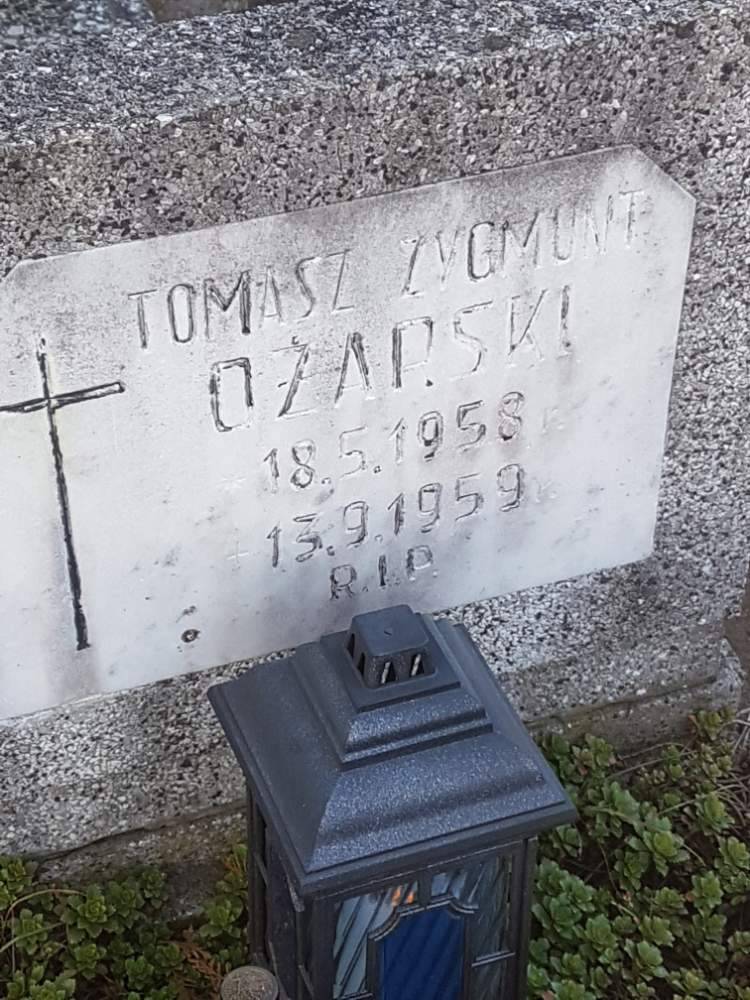 TOMASZ ZYGMUNT
OŻARSKI
* 18.5.1958 r.
+ 13.9.1959 r.
R.I.P.